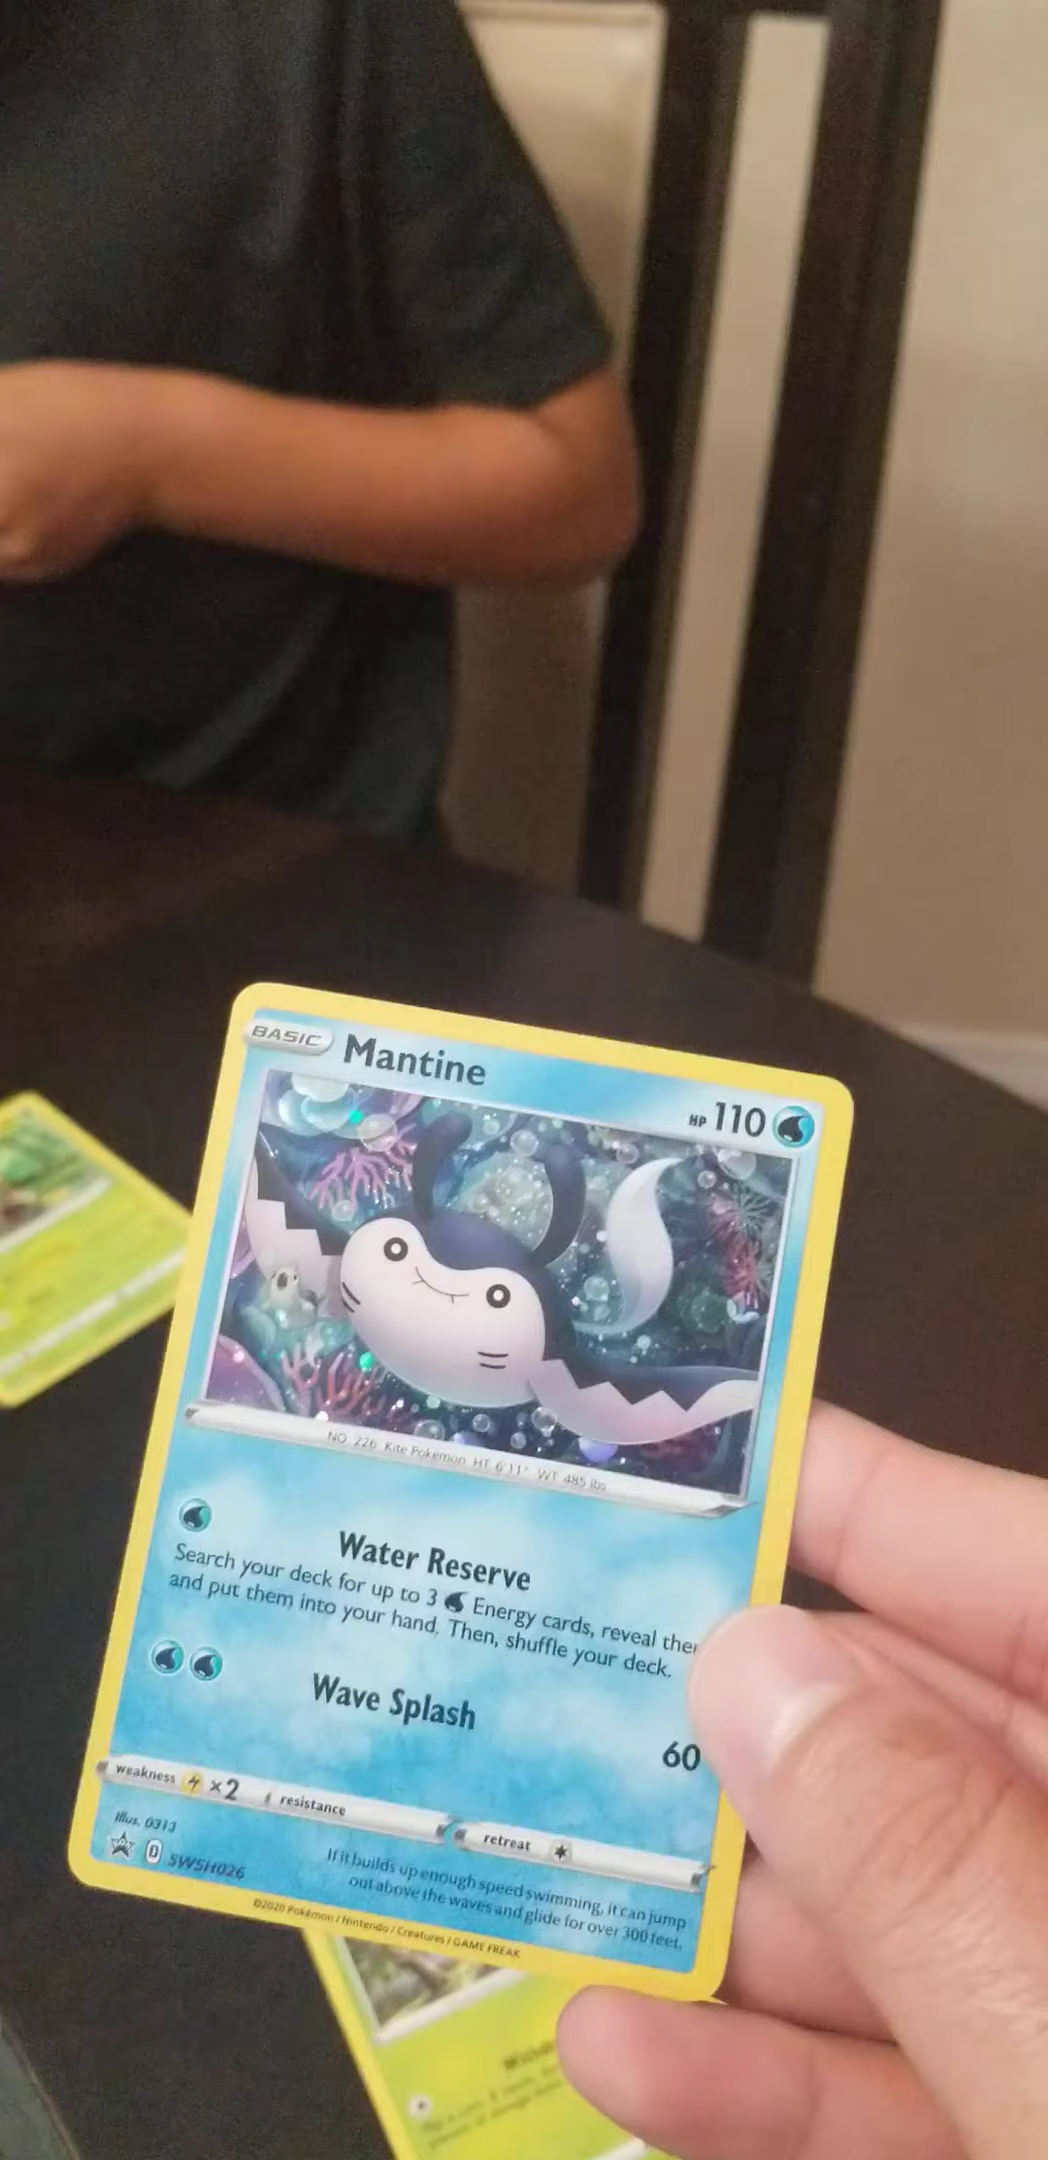 BASIC Mantine
HP 110
NO. 226 Kite Pokémon HT 6'11" WT 485 lbs
Water Reserve
Search your deck for up to 3 Energy cards, reveal
and put them into your hand. Then, shuffle your deck.
Wave Splash
60
weakness ×2 resistance
retreat
Illus. 0313
D SWSH026
If it builds up enough speed swimming, it can jump
out above the waves and glide for over 300 feet.
©2020 Pokémon / Nintendo / Creatures / GAME FREAK